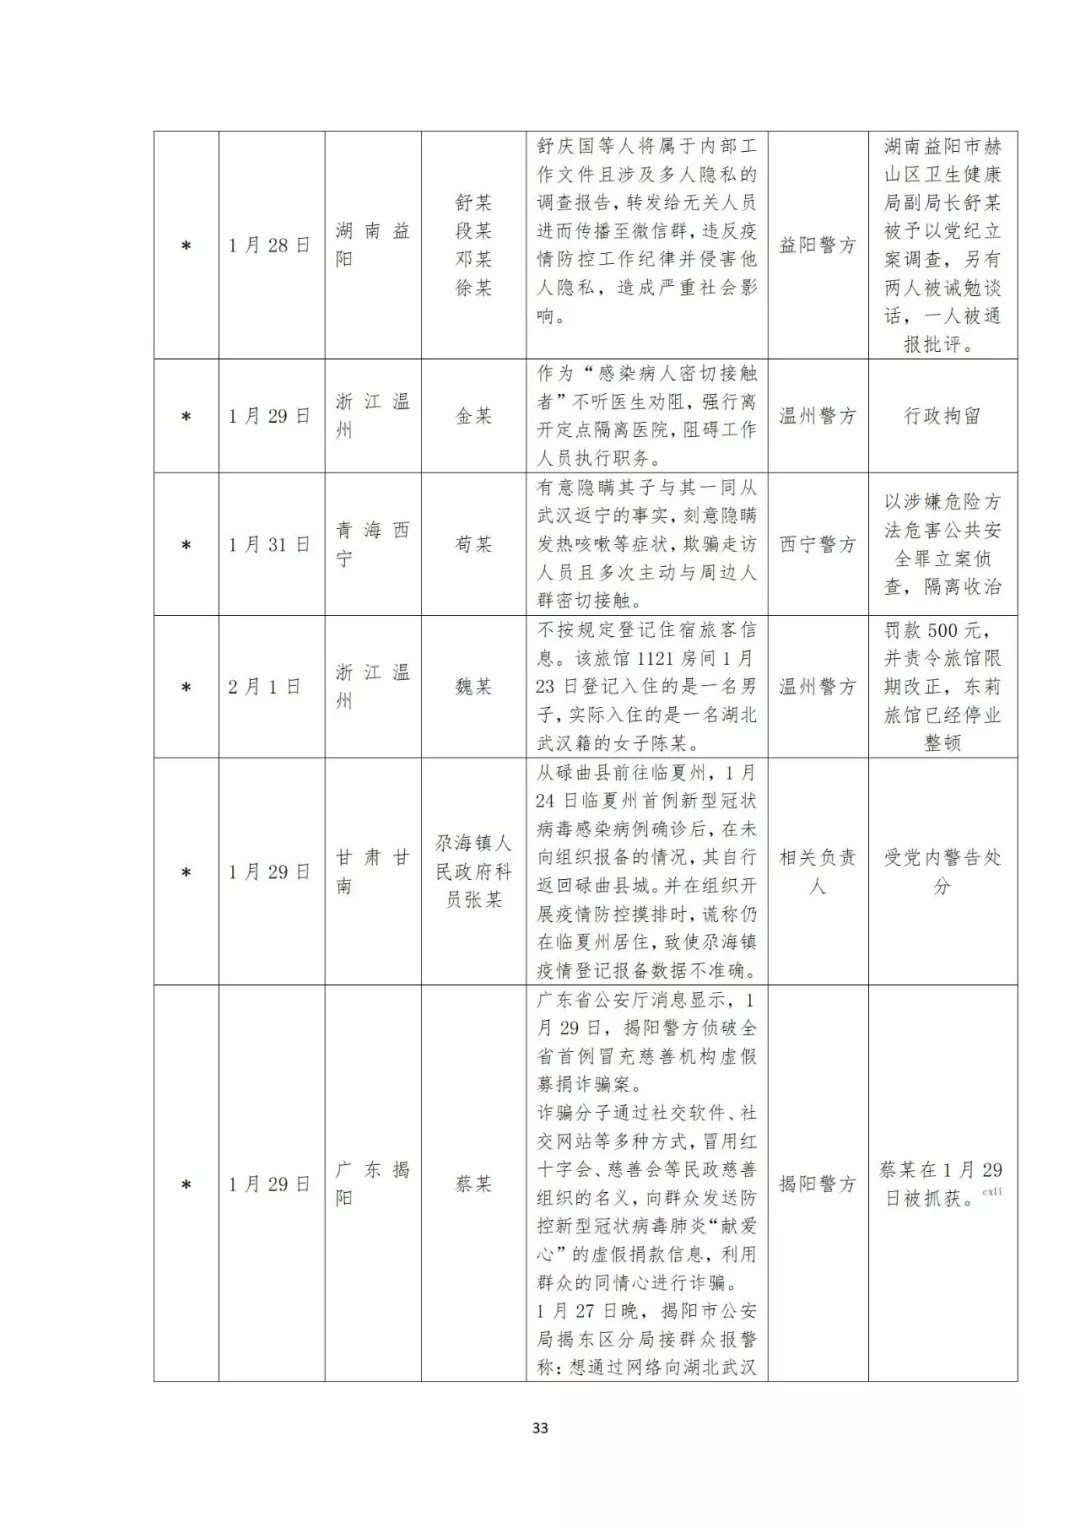 *
1月28日
湖南益
阳
舒某
段某
邓某
徐某
舒庆国等人将属于内部工
作文件且涉及多人隐私的
调查报告，转发给无关人员
进而传播至微信群，违反疫
情防控工作纪律并侵害他
人隐私，造成严重社会影
响。
益阳警方
湖南益阳市赫
山区卫生健康
局副局长舒某
被予以党纪立
案调查，另有
两人被诫勉谈
话，一人被通
报批评。
*
1月29日
浙江温
州
金某
作为“感染病人密切接触
者”不听医生劝阻，强行离
开定点隔离医院，阻碍工作
人员执行职务。
温州警方
行政拘留
*
1月31日
青海西
宁
苟某
有意隐瞒其子与其一同从
武汉返宁的事实，刻意隐瞒
发热咳嗽等症状，欺骗走访
人员且多次主动与周边人
群密切接触。
西宁警方
以涉嫌危险方
法危害公共安
全罪立案侦
查，隔离收治
*
2月1日
浙江温
州
魏某
不按规定登记住宿旅客信
息。该旅馆1121房间1月
23日登记入住的是一名男
子，实际入住的是一名湖北
武汉籍的女子陈某。
温州警方
罚款500元，
并责令旅馆限
期改正，东莉
旅馆已经停业
整顿
*
1月29日
甘肃甘
南
尕海镇人
民政府科
员张某
从碌曲县前往临夏州，1月
24日临夏州首例新型冠状
病毒感染病例确诊后，在未
向组织报备的情况，其自行
返回碌曲县城。并在组织开
展疫情防控摸排时，谎称仍
在临夏州居住，致使尕海镇
疫情登记报备数据不准确。
相关负责
人
受党内警告处
分
*
1月29日
广东揭
阳
蔡某
广东省公安厅消息显示，1
月29日，揭阳警方侦破全
省首例冒充慈善机构虚假
募捐诈骗案。
诈骗分子通过社交软件、社
交网站等多种方式，冒用红
十字会、慈善会等民政慈善
组织的名义，向群众发送防
控新型冠状病毒肺炎“献爱
心”的虚假捐款信息，利用
群众的同情心进行诈骗。
1月27日晚，揭阳市公安
局揭东区分局接群众报警
称：想通过网络向湖北武汉
揭阳警方
蔡某在1月29
日被抓获。cxli
33